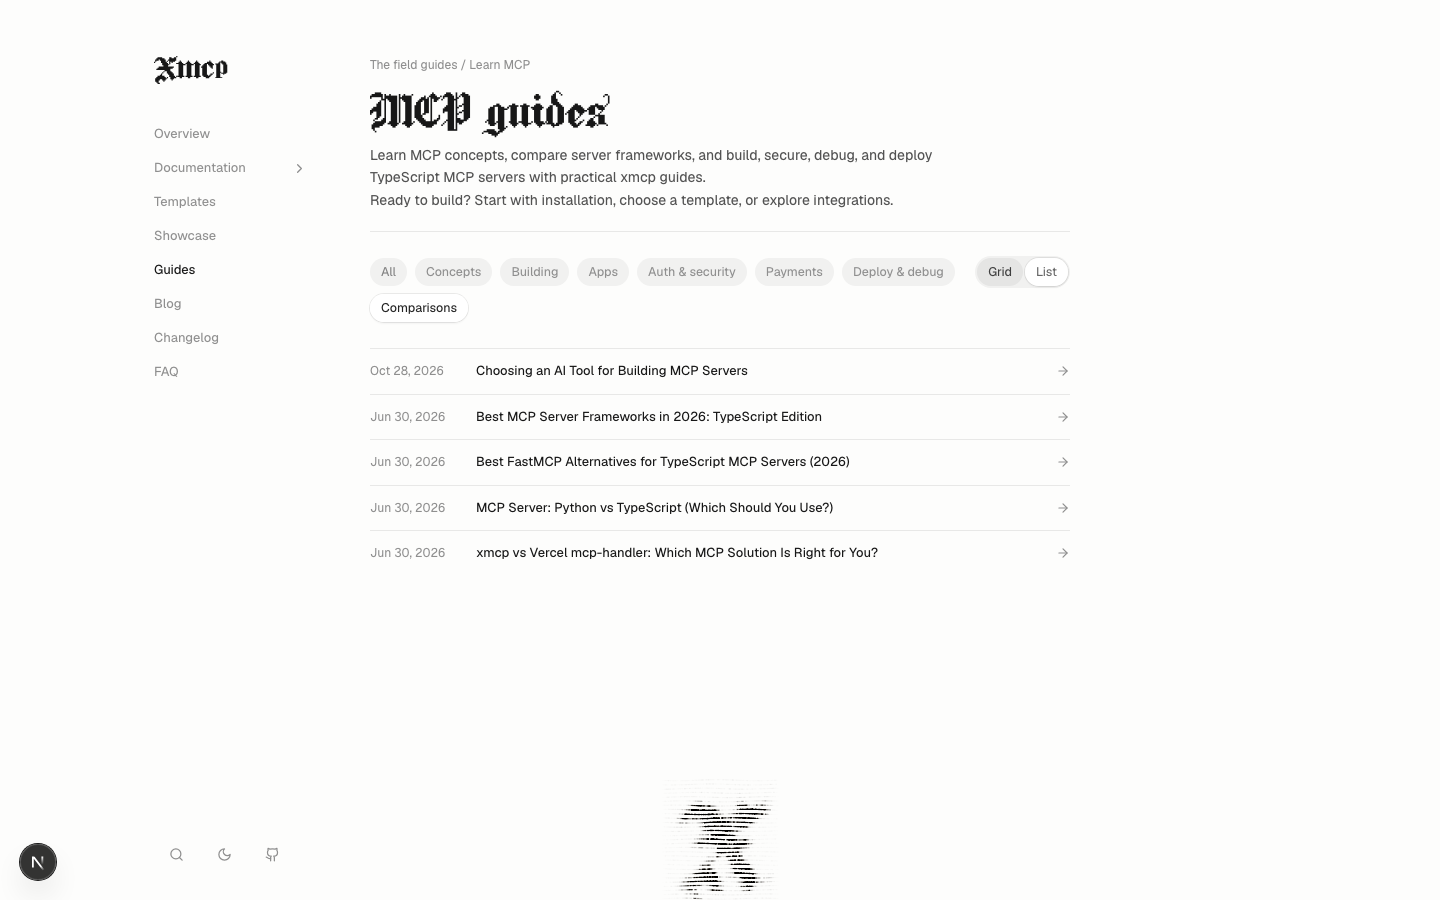 Xmcp
Overview
Documentation
Templates
Showcase
Guides
Blog
Changelog
FAQ
The field guides / Learn MCP
MCP guides
Learn MCP concepts, compare server frameworks, and build, secure, debug, and deploy
TypeScript MCP servers with practical xmcp guides.
Ready to build? Start with installation, choose a template, or explore integrations.
All Concepts Building Apps Auth & security Payments Deploy & debug Grid List
Comparisons
Oct 28, 2026 Choosing an AI Tool for Building MCP Servers
Jun 30, 2026 Best MCP Server Frameworks in 2026: TypeScript Edition
Jun 30, 2026 Best FastMCP Alternatives for TypeScript MCP Servers (2026)
Jun 30, 2026 MCP Server: Python vs TypeScript (Which Should You Use?)
Jun 30, 2026 xmcp vs Vercel mcp-handler: Which MCP Solution Is Right for You?
X
N